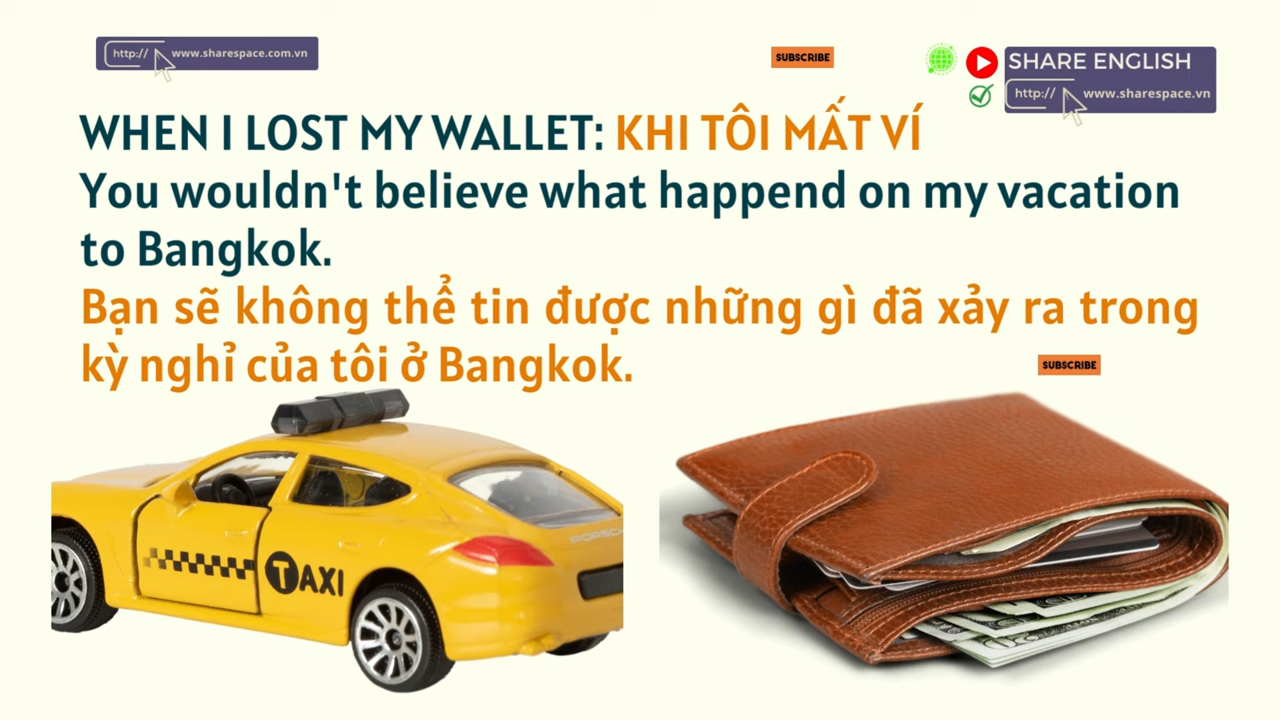 http:// www.sharespace.com.vn
SUBSCRIBE
SHARE ENGLISH
http:// www.sharespace.vn
WHEN I LOST MY WALLET: KHI TÔI MẤT VÍ
You wouldn't believe what happend on my vacation
to Bangkok.
Bạn sẽ không thể tin được những gì đã xảy ra trong
kỳ nghỉ của tôi ở Bangkok.
SUBSCRIBE
TAXI
PORSCHE